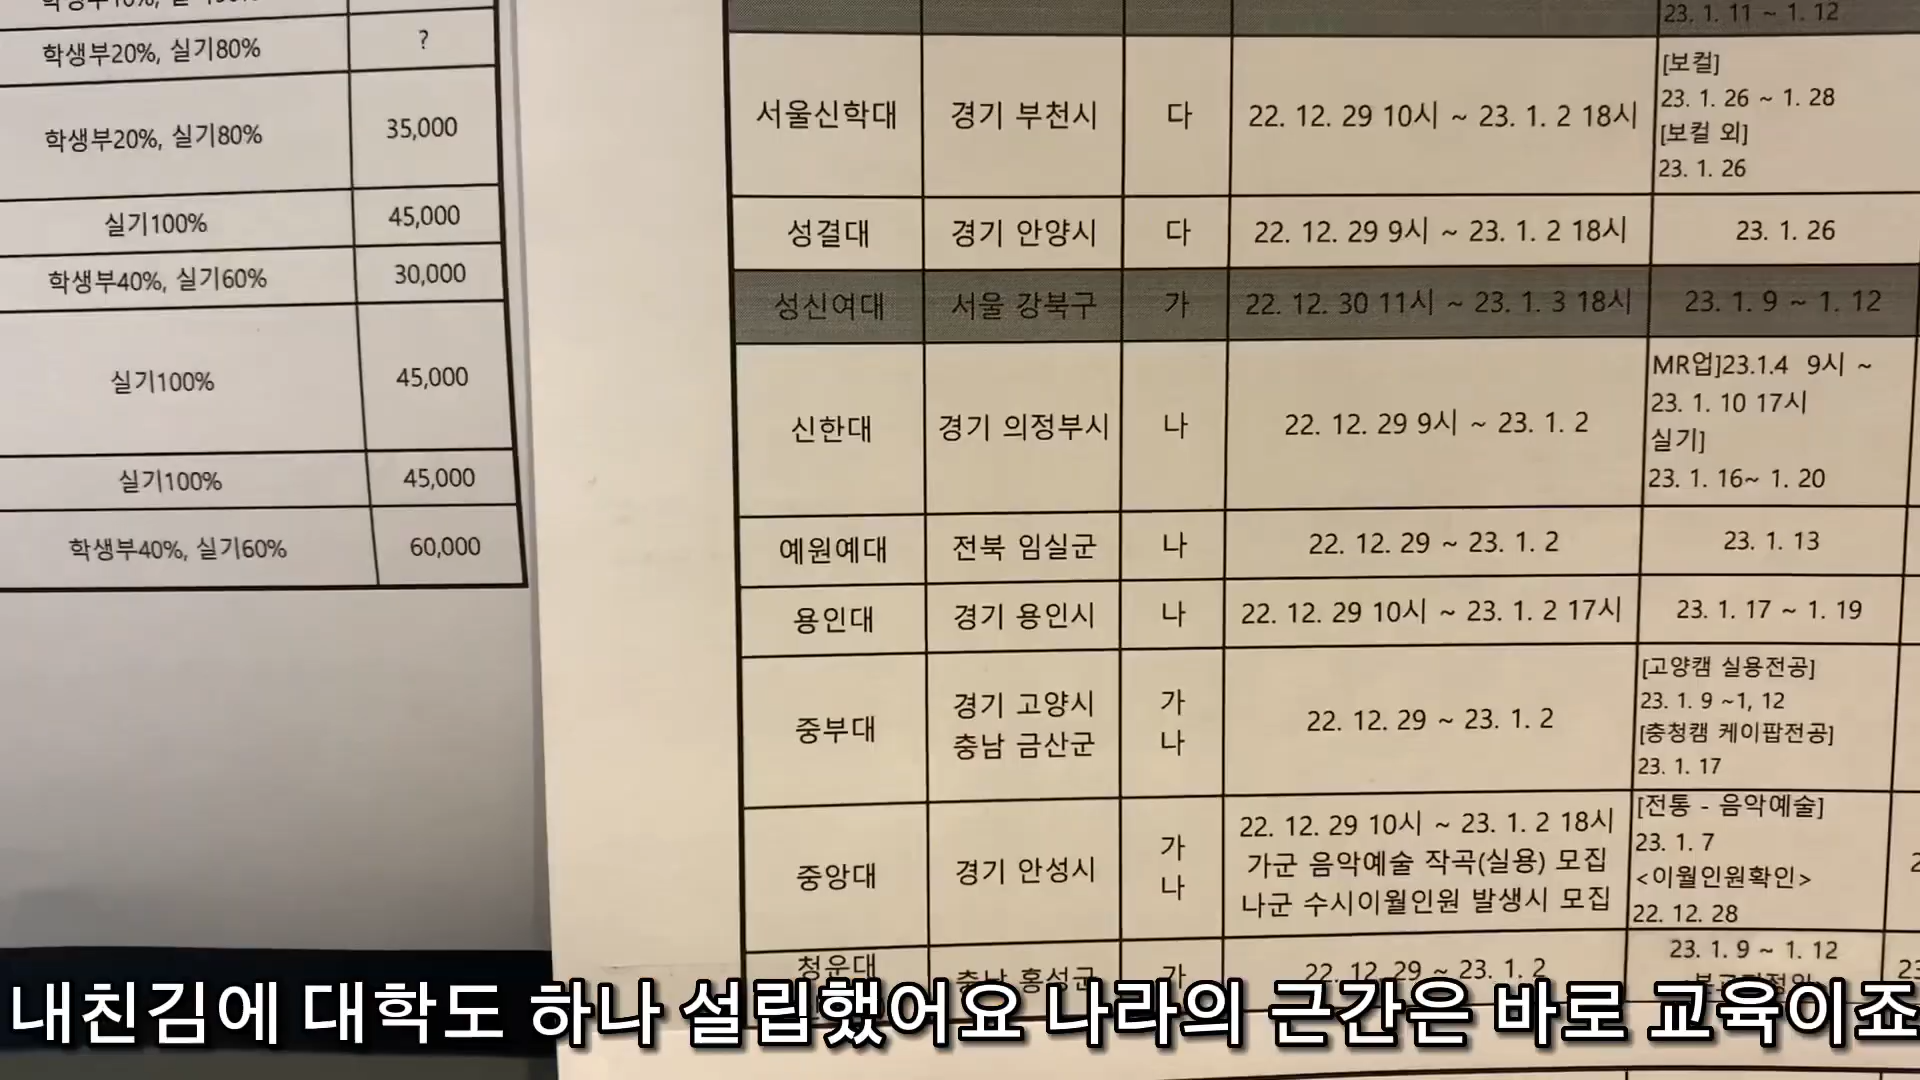 학생부20%, 실기80% ?
학생부20%, 실기80% 35,000
실기100% 45,000
학생부40%, 실기60% 30,000
실기100% 45,000
실기100% 45,000
학생부40%, 실기60% 60,000
23. 1. 11 ~ 1. 12
서울신학대 경기 부천시 다 22. 12. 29 10시 ~ 23. 1. 2 18시
[보컬]
23. 1. 26 ~ 1. 28
[보컬 외]
23. 1. 26
성결대 경기 안양시 다 22. 12. 29 9시 ~ 23. 1. 2 18시 23. 1. 26
성신여대 서울 강북구 가 22. 12. 30 11시 ~ 23. 1. 3 18시 23. 1. 9 ~ 1. 12
신한대 경기 의정부시 나 22. 12. 29 9시 ~ 23. 1. 2
MR업]23.1.4 9시 ~
23. 1. 10 17시
실기]
23. 1. 16~ 1. 20
예원예대 전북 임실군 나 22. 12. 29 ~ 23. 1. 2 23. 1. 13
용인대 경기 용인시 나 22. 12. 29 10시 ~ 23. 1. 2 17시 23. 1. 17 ~ 1. 19
중부대
경기 고양시
충남 금산군
가
나
22. 12. 29 ~ 23. 1. 2
[고양캠 실용전공]
23. 1. 9 ~1, 12
[충청캠 케이팝전공]
23. 1. 17
중앙대
경기 안성시
가
나
22. 12. 29 10시 ~ 23. 1. 2 18시
가군 음악예술 작곡(실용) 모집
나군 수시이월인원 발생시 모집
[전통 - 음악예술]
23. 1. 7
<이월인원확인>
22. 12. 28
청운대 충남 홍성군 가 22. 12. 29 ~ 23. 1. 2 23. 1. 9 ~ 1. 12
내친김에 대학도 하나 설립했어요 나라의 근간은 바로 교육이죠